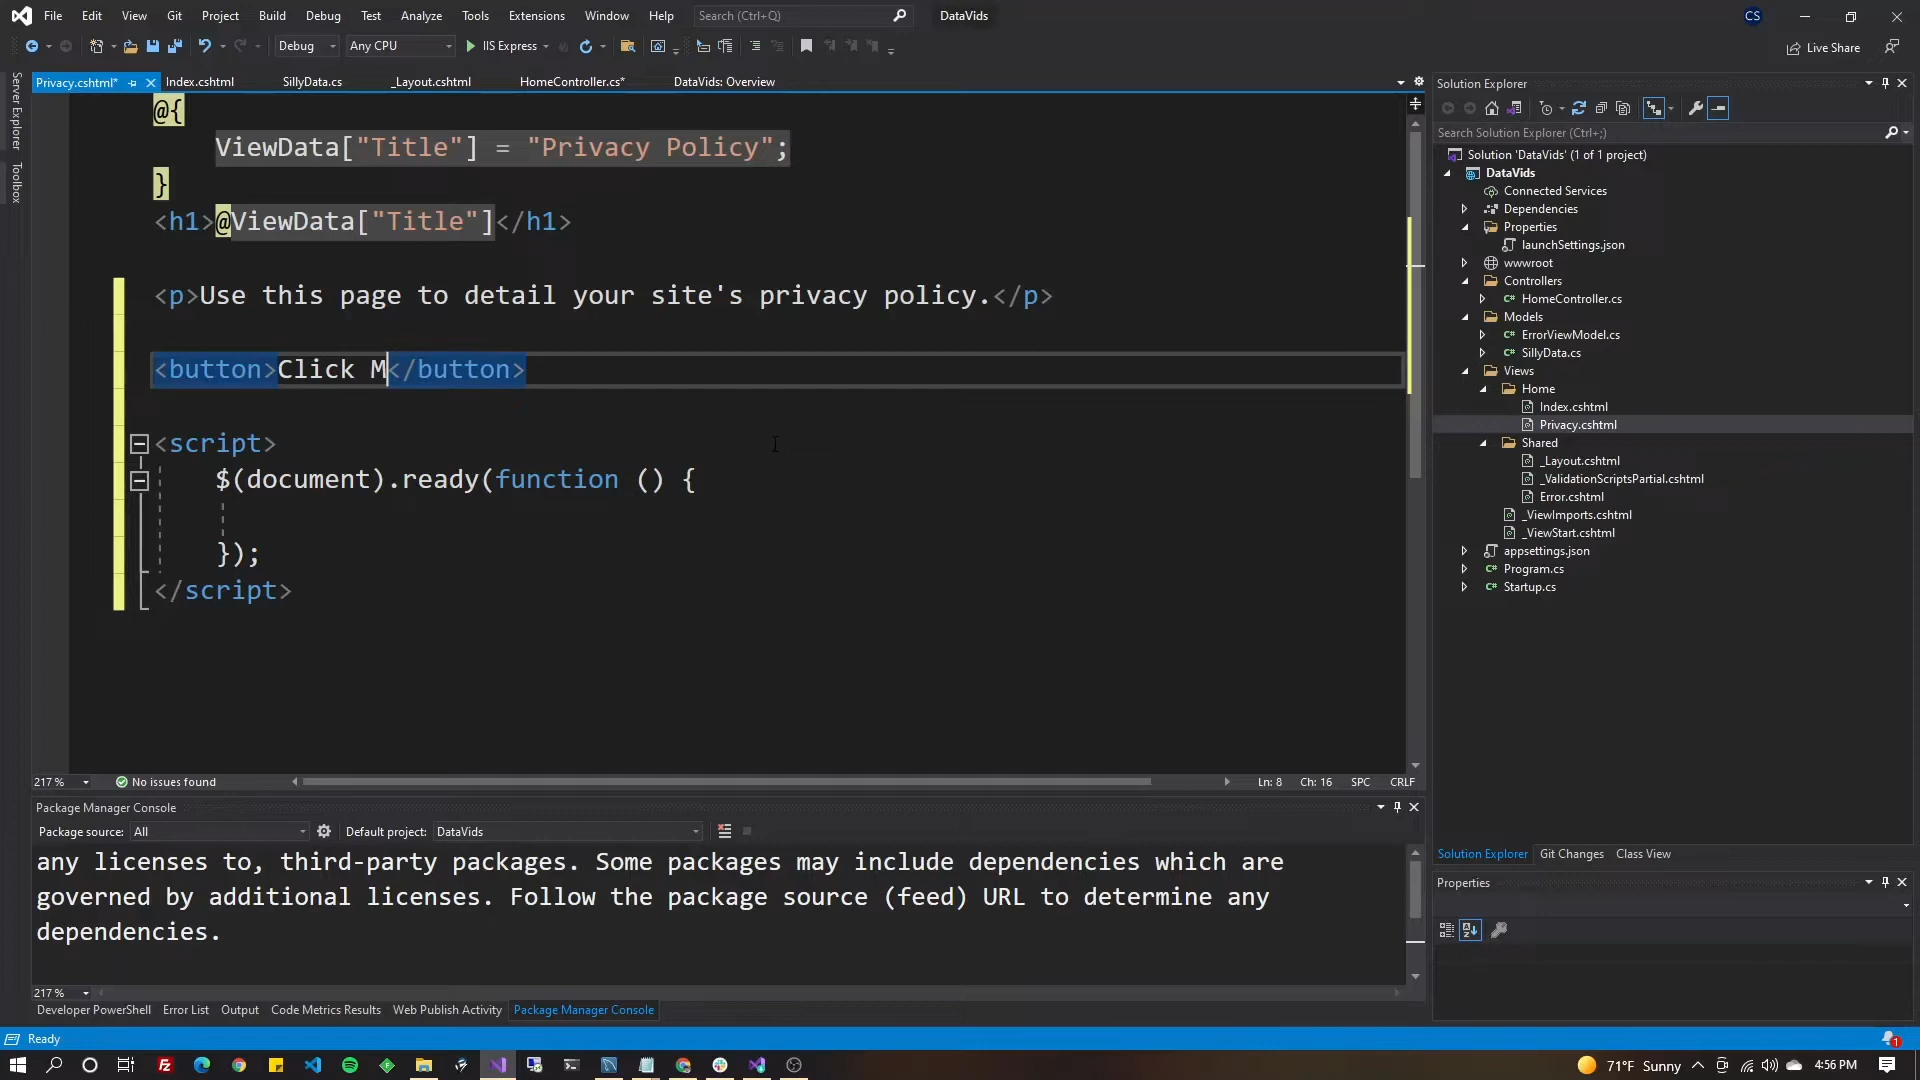 File Edit View Git Project Build Debug Test Analyze Tools Extensions Window Help Search (Ctrl+Q) DataVids CS
Debug Any CPU IIS Express Live Share
Server Explorer
Toolbox
Privacy.cshtml* Index.cshtml SillyData.cs _Layout.cshtml HomeController.cs* DataVids: Overview
@{
ViewData["Title"] = "Privacy Policy";
}
<h1>@ViewData["Title"]</h1>
<p>Use this page to detail your site's privacy policy.</p>
<button>Click M</button>
<script>
$(document).ready(function () {
});
</script>
217 % No issues found Ln: 8 Ch: 16 SPC CRLF
Package Manager Console
Package source: All Default project: DataVids
any licenses to, third-party packages. Some packages may include dependencies which are
governed by additional licenses. Follow the package source (feed) URL to determine any
dependencies.
217 %
Developer PowerShell Error List Output Code Metrics Results Web Publish Activity Package Manager Console
Solution Explorer
Search Solution Explorer (Ctrl+;)
Solution 'DataVids' (1 of 1 project)
DataVids
Connected Services
Dependencies
Properties
launchSettings.json
wwwroot
Controllers
C# HomeController.cs
Models
C# ErrorViewModel.cs
C# SillyData.cs
Views
Home
Index.cshtml
Privacy.cshtml
Shared
_Layout.cshtml
_ValidationScriptsPartial.cshtml
Error.cshtml
_ViewImports.cshtml
_ViewStart.cshtml
appsettings.json
C# Program.cs
C# Startup.cs
Solution Explorer Git Changes Class View
Properties
Ready 1
71°F Sunny 4:56 PM